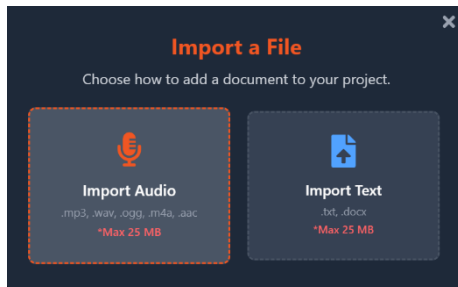 Import a File
Choose how to add a document to your project.
Import Audio
.mp3, .wav, .ogg, .m4a, .aac
*Max 25 MB
Import Text
.txt, .docx
*Max 25 MB